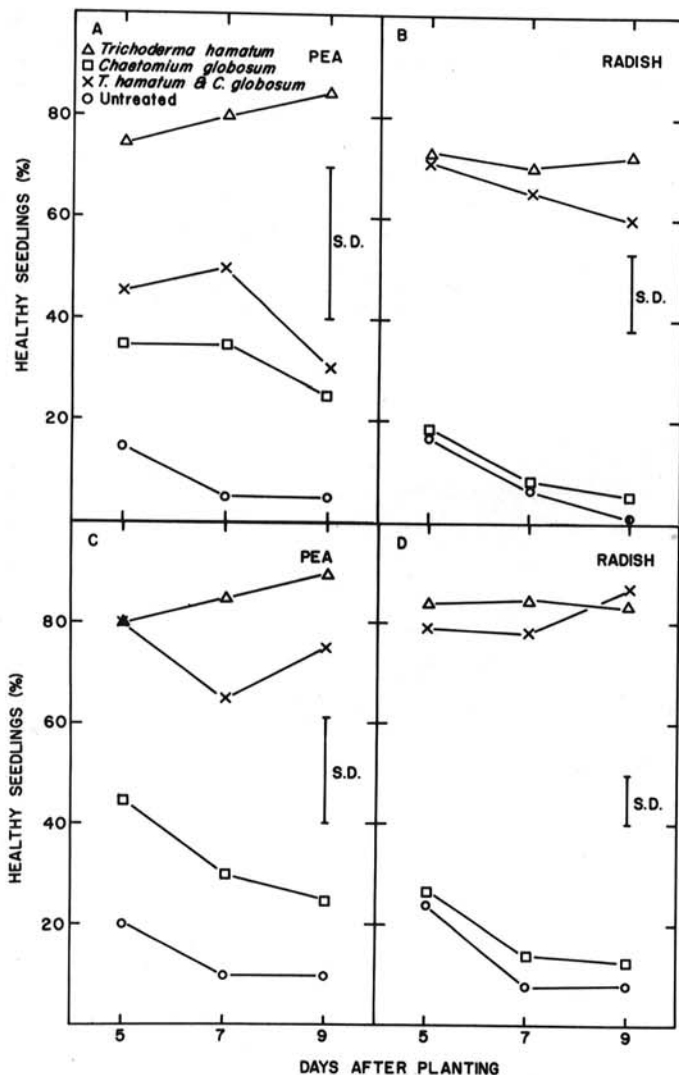 A
PEA
△ Trichoderma hamatum
□ Chaetomium globosum
× T. hamatum & C. globosum
○ Untreated
B
RADISH
80
60
40
20
S.D.
S.D.
HEALTHY SEEDLINGS (%)
C
PEA
D
RADISH
80
60
40
20
S.D.
S.D.
HEALTHY SEEDLINGS (%)
5 7 9 5 7 9
DAYS AFTER PLANTING